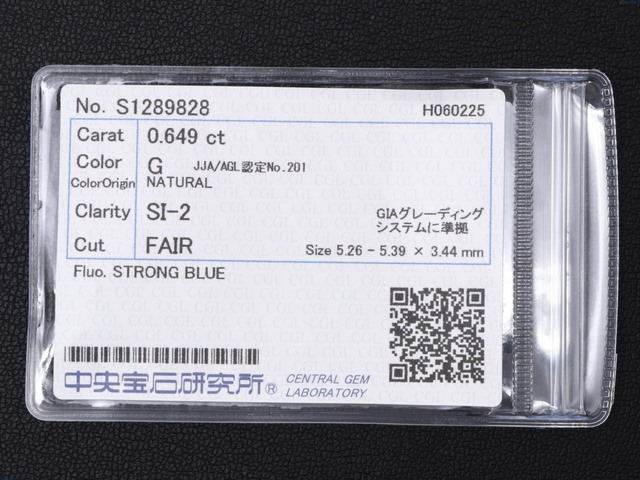 No. S1289828 H060225
Carat 0.649 ct
Color G JJA/AGL認定No.201
ColorOrigin NATURAL
Clarity SI-2 GIAグレーディング
システムに準拠
Cut FAIR Size 5.26 - 5.39 × 3.44 mm
Fluo. STRONG BLUE
中央宝石研究所® CENTRAL GEM
LABORATORY